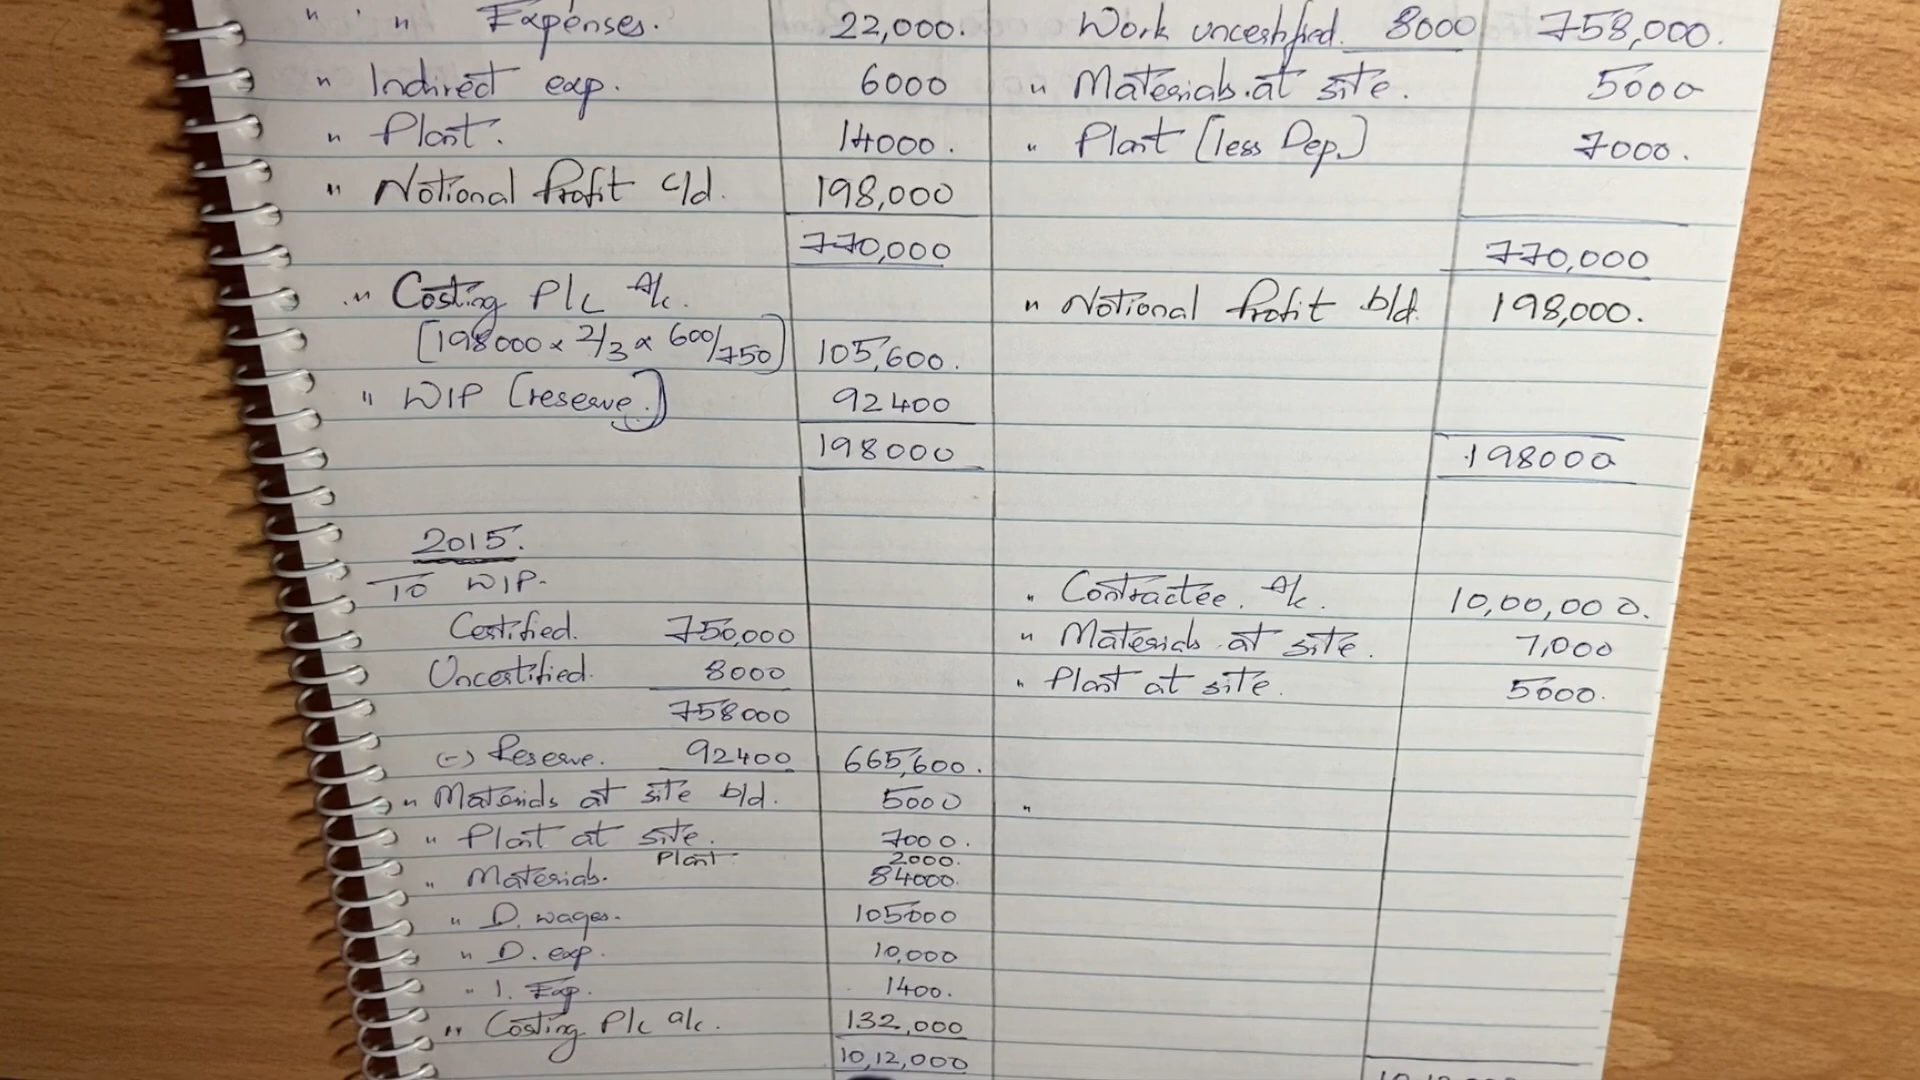 " " Expenses. 22,000. Work uncertified. 8000 758,000.
" Indirect exp. 6000 " Materials at site. 5000
" Plant. 14000. " Plant [less Dep.] 7000.
" Notional Profit c/d. 198,000
770,000 770,000
" Costing P/L A/c. " Notional Profit b/d. 198,000.
[198000 x 2/3 x 600/750] 105,600.
" WIP [reserve.] 92400
198000 198000
2015.
To WIP. " Contractee. A/c. 10,00,000.
Certified. 750,000 " Materials at site. 7,000
Uncertified. 8000 " Plant at site. 5000.
758000
(-) Reserve. 92400 665,600.
" Materials at site b/d. 5000 "
" Plant at site. 7000.
Plant 2000.
" Materials. 84000.
" D. wages. 105000
" D. exp. 10,000
" I. Exp. 1400.
" Costing P/L a/c. 132,000
10,12,000